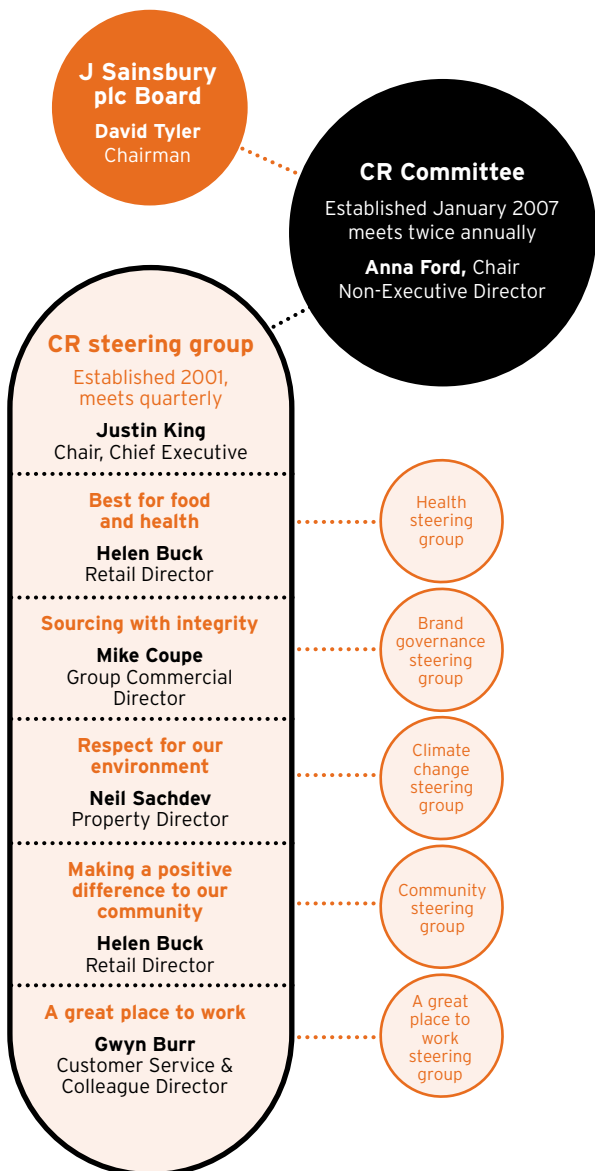 J Sainsbury
plc Board
David Tyler
Chairman
CR Committee
Established January 2007
meets twice annually
Anna Ford, Chair
Non-Executive Director
CR steering group
Established 2001,
meets quarterly
Justin King
Chair, Chief Executive
Best for food
and health
Helen Buck
Retail Director
Health
steering
group
Sourcing with integrity
Mike Coupe
Group Commercial
Director
Brand
governance
steering
group
Respect for our
environment
Neil Sachdev
Property Director
Climate
change
steering
group
Making a positive
difference to our
community
Helen Buck
Retail Director
Community
steering
group
A great place to work
Gwyn Burr
Customer Service &
Colleague Director
A great
place to
work
steering
group